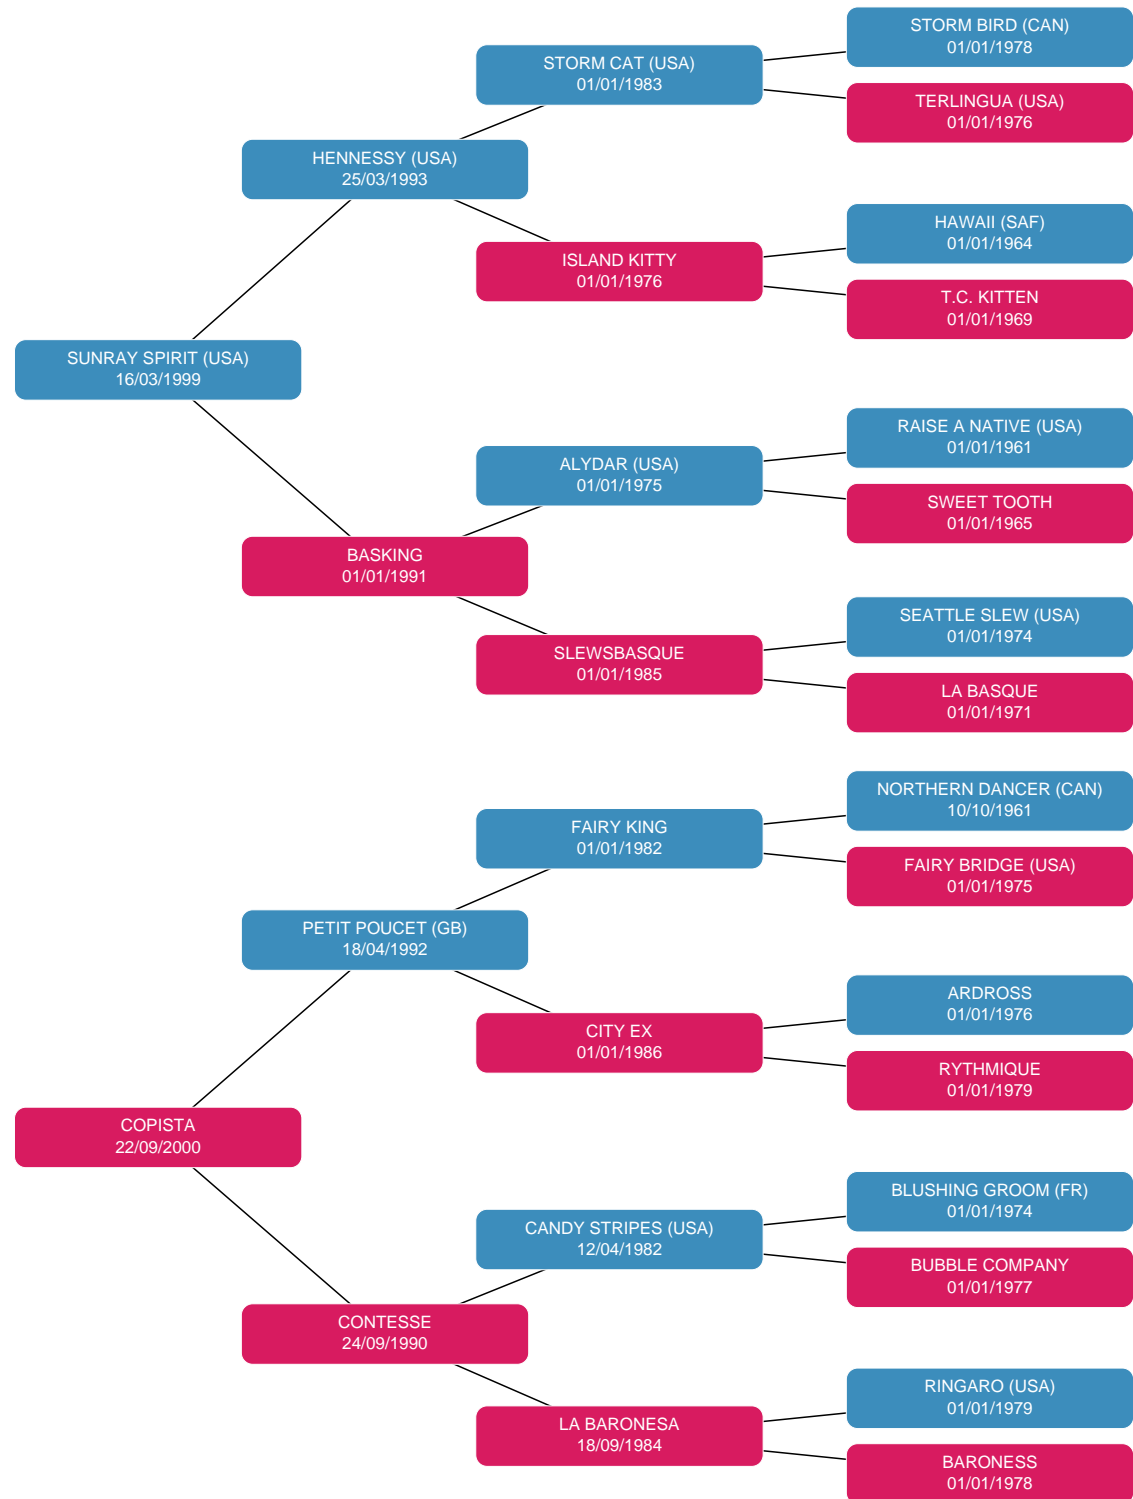 STORM BIRD (CAN)
01/01/1978
STORM CAT (USA)
01/01/1983
TERLINGUA (USA)
01/01/1976
HENNESSY (USA)
25/03/1993
HAWAII (SAF)
01/01/1964
ISLAND KITTY
01/01/1976
T.C. KITTEN
01/01/1969
SUNRAY SPIRIT (USA)
16/03/1999
RAISE A NATIVE (USA)
01/01/1961
ALYDAR (USA)
01/01/1975
SWEET TOOTH
01/01/1965
BASKING
01/01/1991
SEATTLE SLEW (USA)
01/01/1974
SLEWSBASQUE
01/01/1985
LA BASQUE
01/01/1971
NORTHERN DANCER (CAN)
10/10/1961
FAIRY KING
01/01/1982
FAIRY BRIDGE (USA)
01/01/1975
PETIT POUCET (GB)
18/04/1992
ARDROSS
01/01/1976
CITY EX
01/01/1986
RYTHMIQUE
01/01/1979
COPISTA
22/09/2000
BLUSHING GROOM (FR)
01/01/1974
CANDY STRIPES (USA)
12/04/1982
BUBBLE COMPANY
01/01/1977
CONTESSE
24/09/1990
RINGARO (USA)
01/01/1979
LA BARONESA
18/09/1984
BARONESS
01/01/1978